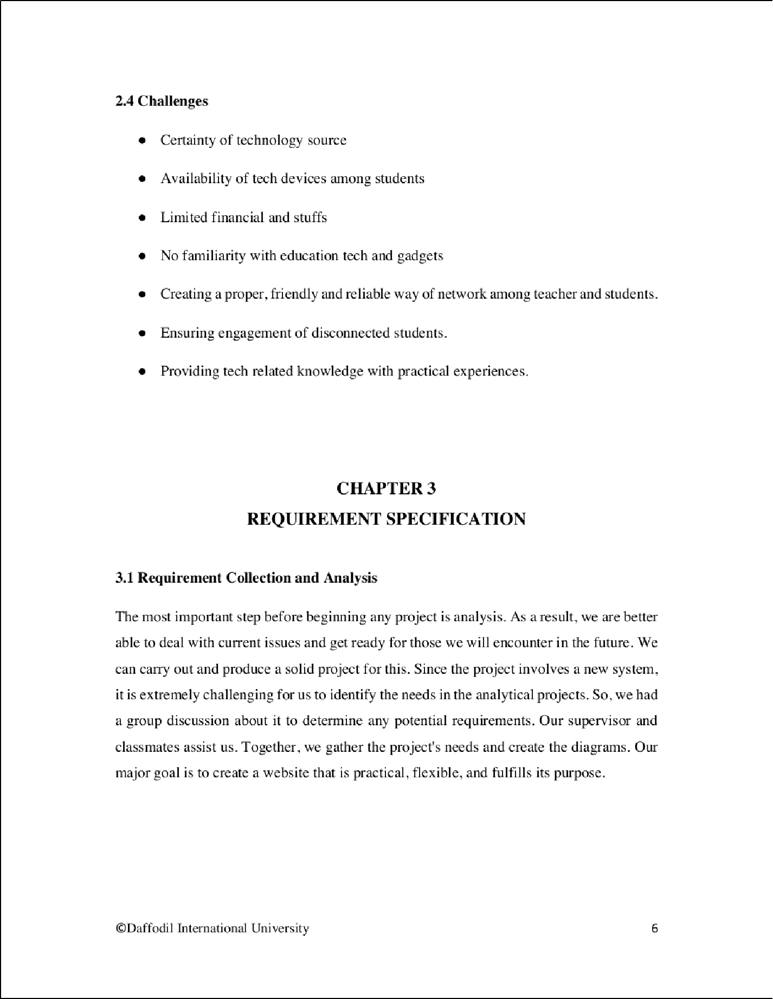 2.4 Challenges
● Certainty of technology source
● Availability of tech devices among students
● Limited financial and stuffs
● No familiarity with education tech and gadgets
● Creating a proper, friendly and reliable way of network among teacher and students.
● Ensuring engagement of disconnected students.
● Providing tech related knowledge with practical experiences.
CHAPTER 3
REQUIREMENT SPECIFICATION
3.1 Requirement Collection and Analysis
The most important step before beginning any project is analysis. As a result, we are better
able to deal with current issues and get ready for those we will encounter in the future. We
can carry out and produce a solid project for this. Since the project involves a new system,
it is extremely challenging for us to identify the needs in the analytical projects. So, we had
a group discussion about it to determine any potential requirements. Our supervisor and
classmates assist us. Together, we gather the project's needs and create the diagrams. Our
major goal is to create a website that is practical, flexible, and fulfills its purpose.
©Daffodil International University 6